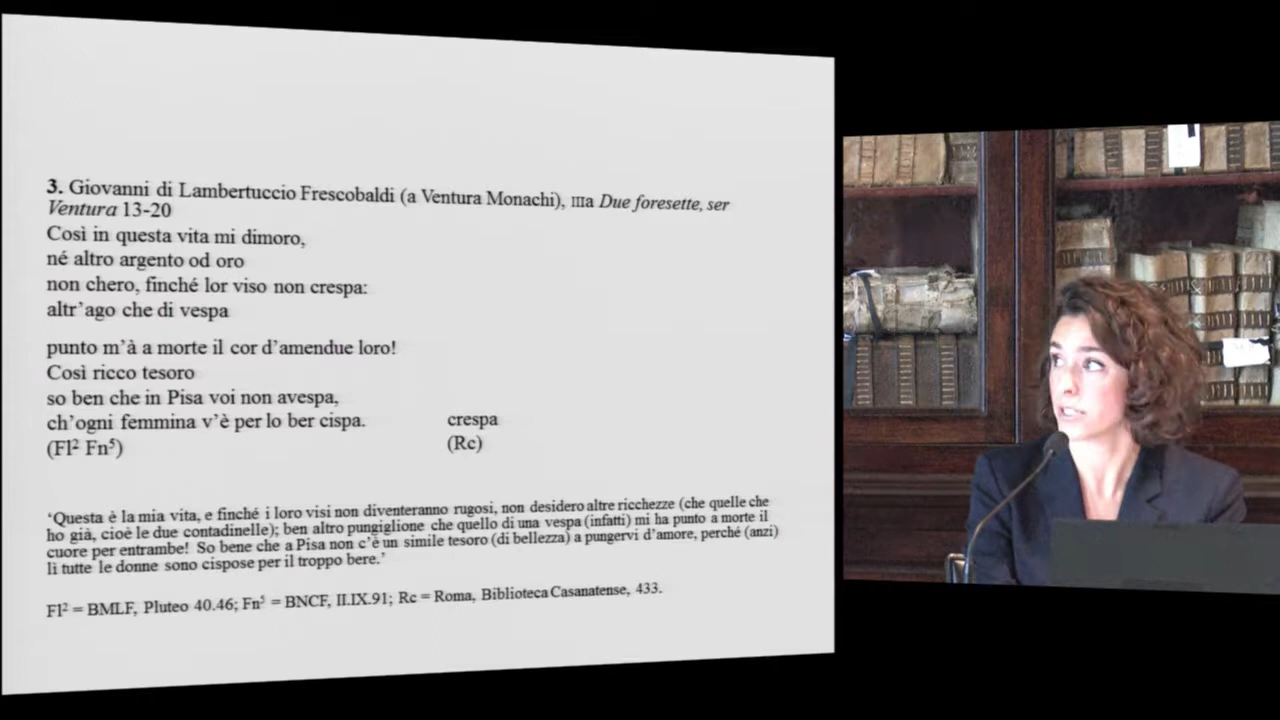 3. Giovanni di Lambertuccio Frescobaldi (a Ventura Monachi), IIIa Due foresette, ser
Ventura 13-20
Così in questa vita mi dimoro,
né altro argento od oro
non chero, finché lor viso non crespa:
altr’ago che di vespa
punto m’à a morte il cor d’amendue loro!
Così ricco tesoro
so ben che in Pisa voi non avespa,
ch’ogni femmina v’è per lo ber cispa. crespa
(Fl² Fn⁵) (Rc)
‘Questa è la mia vita, e finché i loro visi non diventeranno rugosi, non desidero altre ricchezze (che quelle che
ho già, cioè le due contadinelle); ben altro pungiglione che quello di una vespa (infatti) mi ha punto a morte il
cuore per entrambe! So bene che a Pisa non c’è un simile tesoro (di bellezza) a pungervi d’amore, perché (anzi)
lì tutte le donne sono cispose per il troppo bere.’
Fl² = BMLF, Pluteo 40.46; Fn⁵ = BNCF, II.IX.91; Rc = Roma, Biblioteca Casanatense, 433.